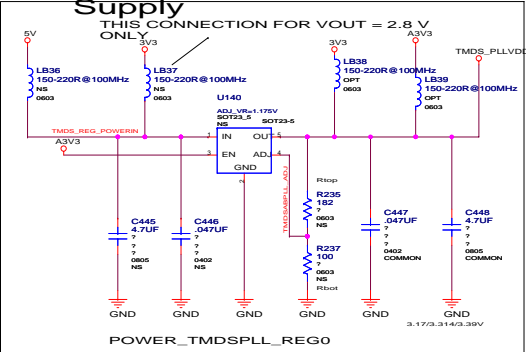 Supply
THIS CONNECTION FOR VOUT = 2.8 V
ONLY
5V
3V3
3V3
A3V3
TMDS_PLLVDD
LB36
150-220R@100MHz
NS
0603
LB37
150-220R@100MHz
NS
0603
LB38
150-220R@100MHz
OPT
0603
LB39
150-220R@100MHz
OPT
0603
U140
ADJ_VR=1.175V
SOT23_5
NS
SOT23-5
TMDS_REG_POWERIN
A3V3
1
IN
OUT
5
3
EN
ADJ
4
GND
2
TMDSABPLL_ADJ
Rtop
R235
182
?
0603
NS
R237
100
?
0603
NS
Rbot
C445
4.7UF
?
?
?
0805
NS
C446
.047UF
?
?
?
0402
NS
C447
.047UF
?
?
0402
COMMON
C448
4.7UF
?
?
?
0805
COMMON
GND
GND
GND
GND
GND
GND
3.17/3.314/3.39V
POWER_TMDSPLL_REG0